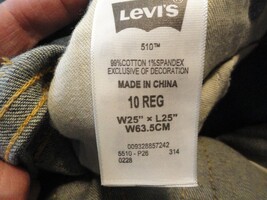 LEVI'S
510™
99%COTTON 1%SPANDEX
EXCLUSIVE OF DECORATION
MADE IN CHINA
10 REG
W25" × L25"
W63.5CM
009328857242
5510 - P26 314
0228